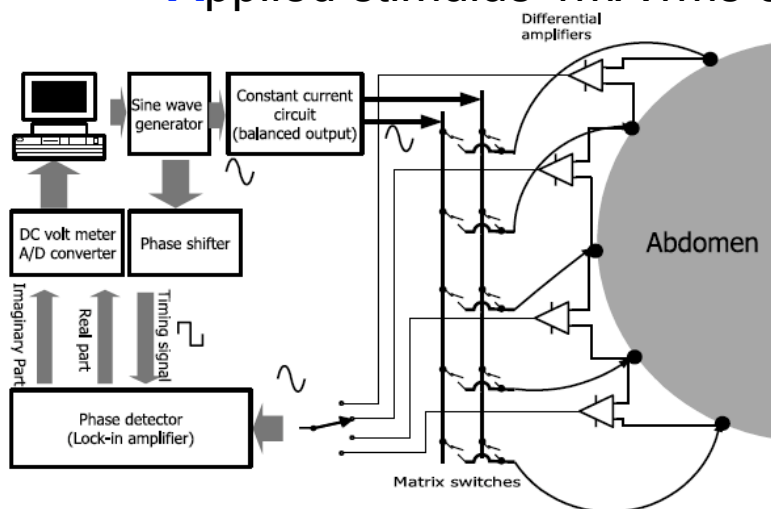 Differential
amplifiers
Sine wave
generator
Constant current
circuit
(balanced output)
DC volt meter
A/D converter
Phase shifter
Abdomen
Imaginary Part
Real part
Timing signal
Phase detector
(Lock-in amplifier)
Matrix switches